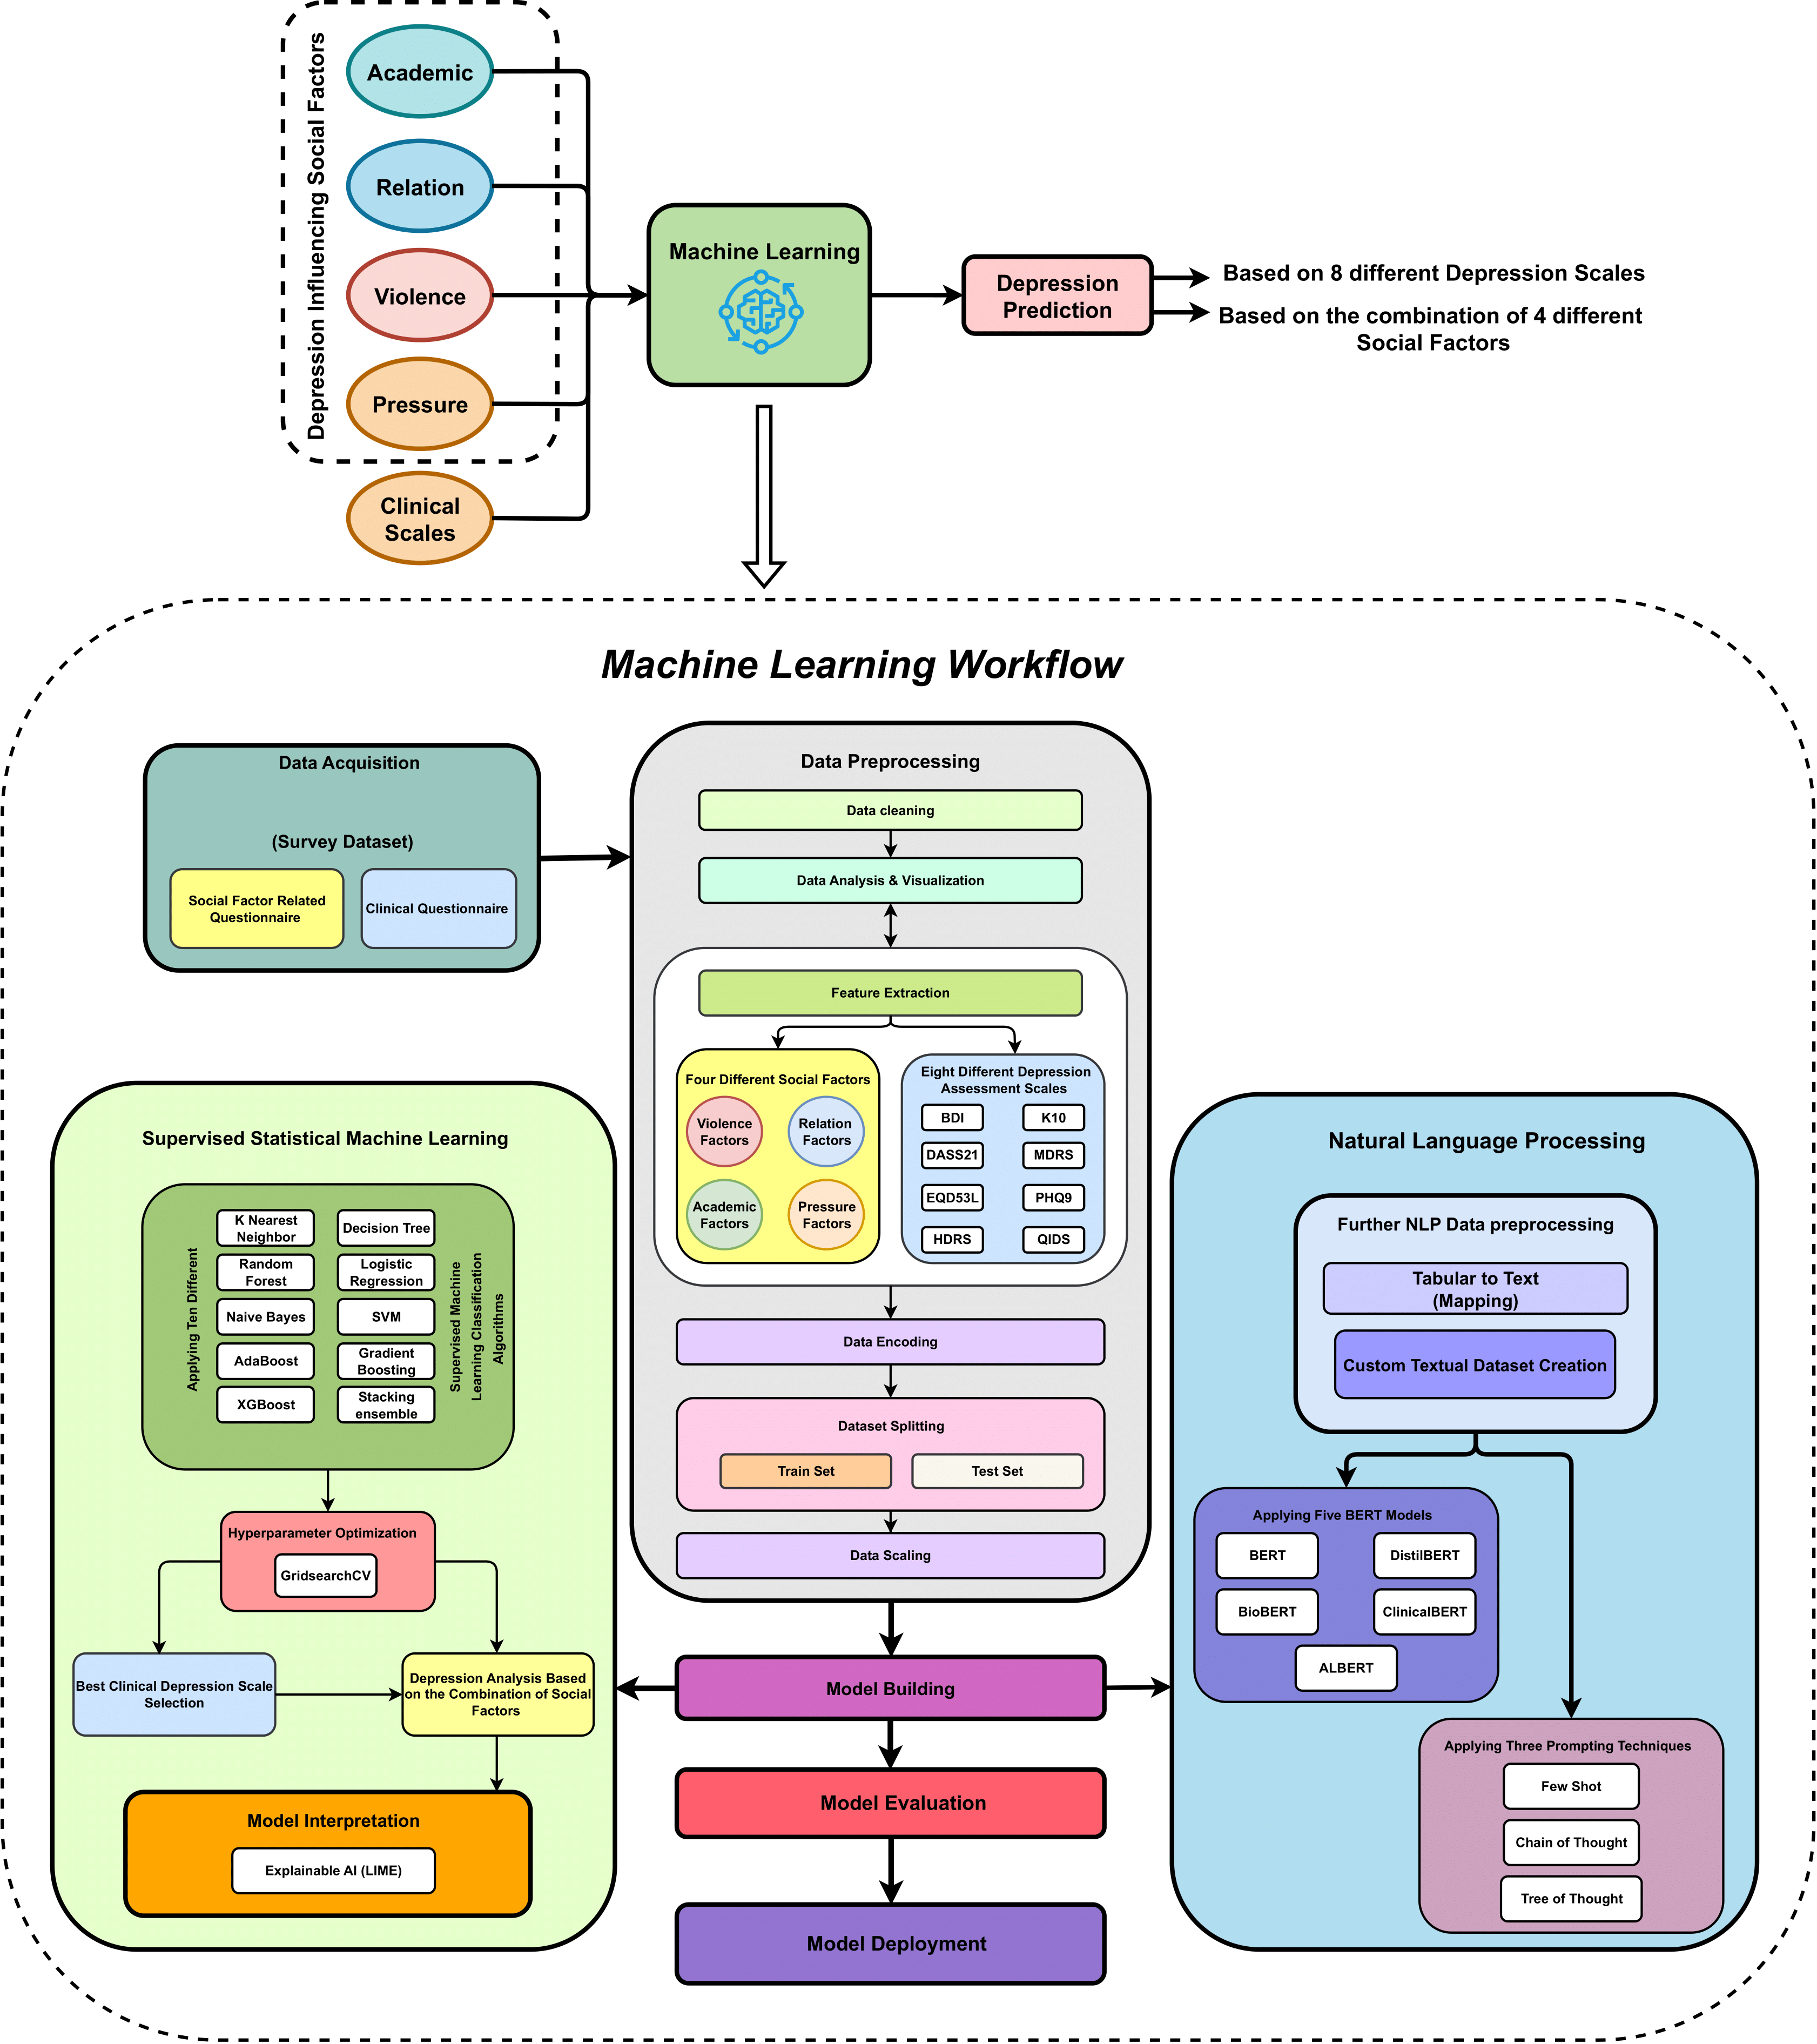 Depression Influencing Social Factors
Academic
Relation
Violence
Pressure
Clinical
Scales
Machine Learning
Depression
Prediction
Based on 8 different Depression Scales
Based on the combination of 4 different
Social Factors
Machine Learning Workflow
Data Acquisition
(Survey Dataset)
Social Factor Related
Questionnaire
Clinical Questionnaire
Data Preprocessing
Data cleaning
Data Analysis & Visualization
Feature Extraction
Four Different Social Factors
Violence
Factors
Relation
Factors
Academic
Factors
Pressure
Factors
Eight Different Depression
Assessment Scales
BDI
K10
DASS21
MDRS
EQD53L
PHQ9
HDRS
QIDS
Data Encoding
Dataset Splitting
Train Set
Test Set
Data Scaling
Model Building
Model Evaluation
Model Deployment
Supervised Statistical Machine Learning
Applying Ten Different
K Nearest
Neighbor
Decision Tree
Random
Forest
Logistic
Regression
Naive Bayes
SVM
AdaBoost
Gradient
Boosting
XGBoost
Stacking
ensemble
Supervised Machine
Learning Classification
Algorithms
Hyperparameter Optimization
GridsearchCV
Best Clinical Depression Scale
Selection
Depression Analysis Based
on the Combination of Social
Factors
Model Interpretation
Explainable AI (LIME)
Natural Language Processing
Further NLP Data preprocessing
Tabular to Text
(Mapping)
Custom Textual Dataset Creation
Applying Five BERT Models
BERT
DistilBERT
BioBERT
ClinicalBERT
ALBERT
Applying Three Prompting Techniques
Few Shot
Chain of Thought
Tree of Thought